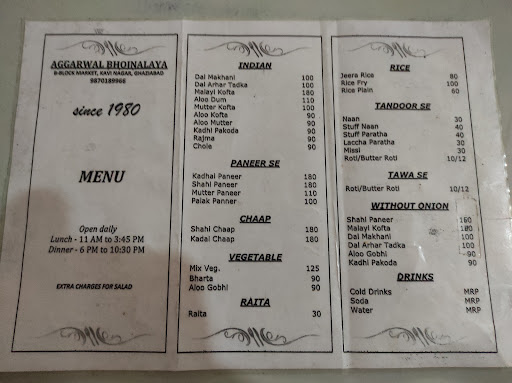 AGGARWAL BHOJNALAYA
B-BLOCK MARKET, KAVI NAGAR, GHAZIABAD
9870189966
since 1980
MENU
Open daily
Lunch - 11 AM to 3:45 PM
Dinner - 6 PM to 10:30 PM
EXTRA CHARGES FOR SALAD
INDIAN
Dal Makhani 100
Dal Arhar Tadka 100
Malayi Kofta 180
Aloo Dum 110
Mutter Kofta 100
Aloo Kofta 90
Aloo Mutter 90
Kadhi Pakoda 90
Rajma 90
Chole 90
PANEER SE
Kadhai Paneer 180
Shahi Paneer 180
Mutter Paneer 110
Palak Panner 100
CHAAP
Shahi Chaap 180
Kadai Chaap 180
VEGETABLE
Mix Veg. 125
Bharta 90
Aloo Gobhi 90
RAITA
Raita 30
RICE
Jeera Rice 80
Rice Fry 100
Rice Plain 60
TANDOOR SE
Naan 30
Stuff Naan 40
Stuff Paratha 40
Laccha Paratha 30
Missi 30
Roti/Butter Roti 10/12
TAWA SE
Roti/Butter Roti 10/12
WITHOUT ONION
Shahi Paneer 160
Malayi Kofta 180
Dal Makhani 100
Dal Arhar Tadka 100
Aloo Gobhi 90
Kadhi Pakoda 90
DRINKS
Cold Drinks MRP
Soda MRP
Water MRP